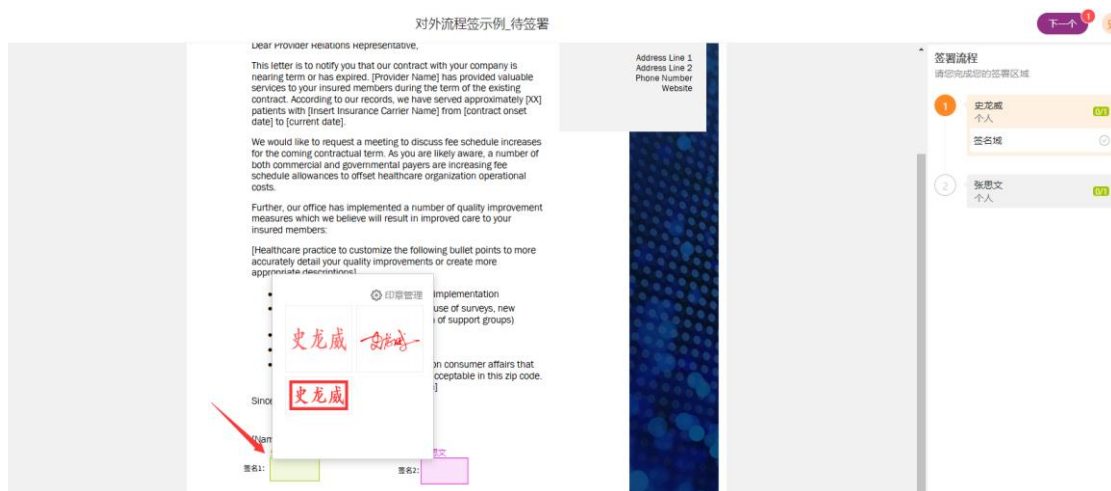 对外流程签示例_待签署
下一个
1
Dear Provider Relations Representative,
This letter is to notify you that our contract with your company is
nearing term or has expired. [Provider Name] has provided valuable
services to your insured members during the term of the existing
contract. According to our records, we have served approximately [XX]
patients with [Insert Insurance Carrier Name] from [contract onset
date] to [current date].
We would like to request a meeting to discuss fee schedule increases
for the coming contractual term. As you are likely aware, a number of
both commercial and governmental payers are increasing fee
schedule allowances to offset healthcare organization operational
costs.
Further, our office has implemented a number of quality improvement
measures which we believe will result in improved care to your
insured members:
[Healthcare practice to customize the following bullet points to more
accurately detail your quality improvements or create more
appropriate descriptions]
implementation
use of surveys, new
of support groups)
on consumer affairs that
cceptable in this zip code.
]
Since
[Nam
印章管理
史龙威
史龙威
史龙威
签名1:
签名2:
思文
Address Line 1
Address Line 2
Phone Number
Website
签署流程
请您完成您的签署区域
1
史龙威
0/1
个人
签名域
2
张思文
0/1
个人